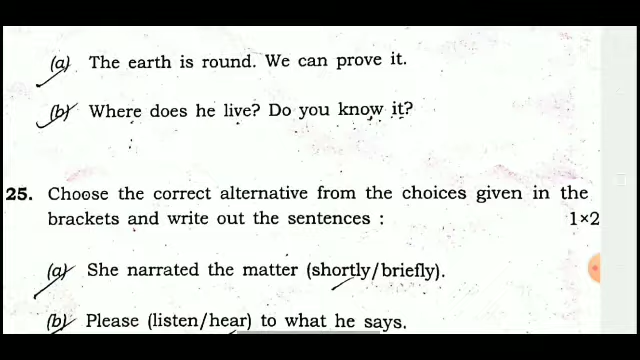 (a) The earth is round. We can prove it.
(b) Where does he live? Do you know it?
25. Choose the correct alternative from the choices given in the
brackets and write out the sentences : 1×2
(a) She narrated the matter (shortly/briefly).
(b) Please (listen/hear) to what he says.